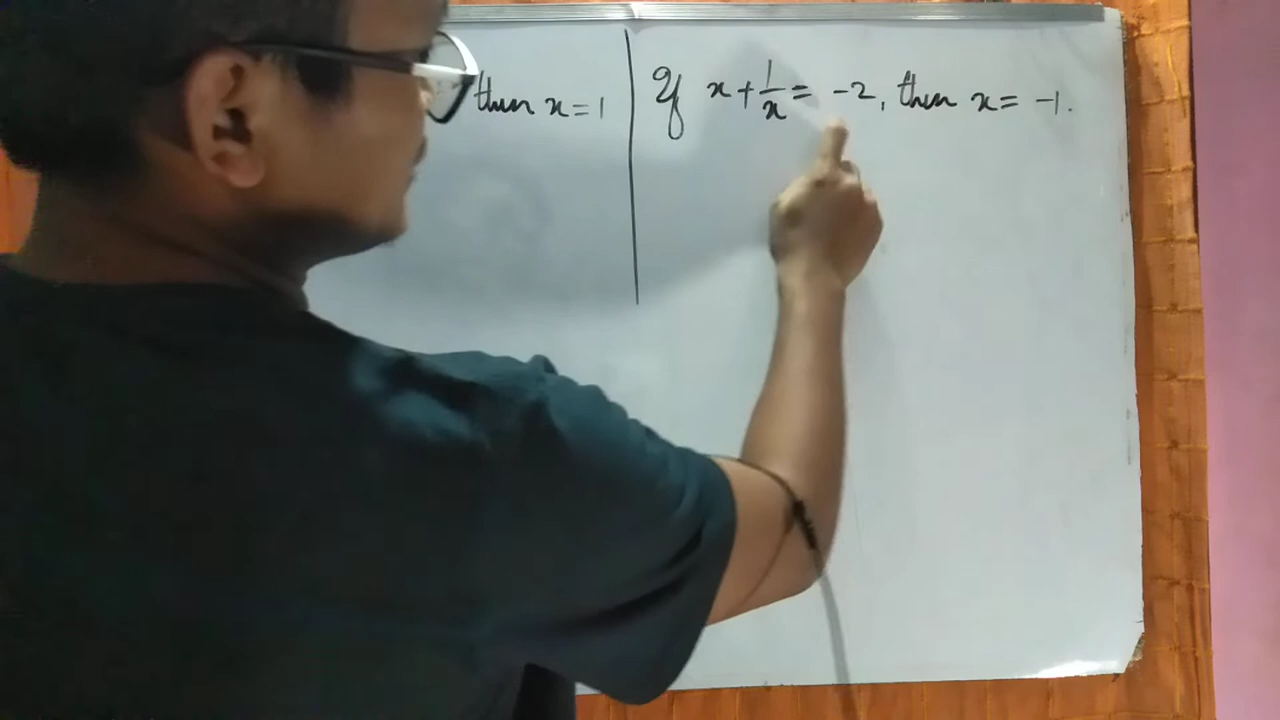 then x = 1
If x + 1/x = -2, then x = -1.